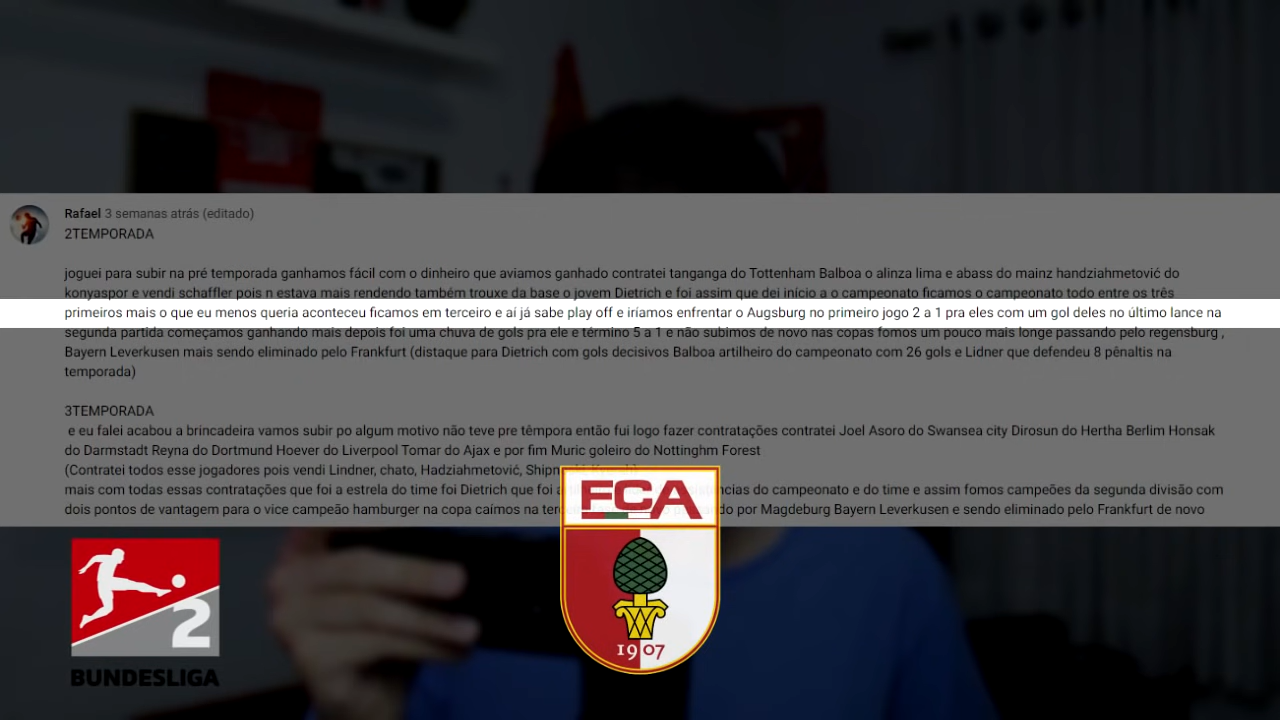 Rafael 3 semanas atrás (editado)
2TEMPORADA
joguei para subir na pré temporada ganhamos fácil com o dinheiro que aviamos ganhado contratei tanganga do Tottenham Balboa o alinza lima e abass do mainz handziahmetović do
konyaspor e vendi schaffler pois n estava mais rendendo também trouxe da base o jovem Dietrich e foi assim que dei início a o campeonato ficamos o campeonato todo entre os três
primeiros mais o que eu menos queria aconteceu ficamos em terceiro e aí já sabe play off e iríamos enfrentar o Augsburg no primeiro jogo 2 a 1 pra eles com um gol deles no último lance na
segunda partida começamos ganhando mais depois foi uma chuva de gols pra ele e término 5 a 1 e não subimos de novo nas copas fomos um pouco mais longe passando pelo regensburg ,
Bayern Leverkusen mais sendo eliminado pelo Frankfurt (distaque para Dietrich com gols decisivos Balboa artilheiro do campeonato com 26 gols e Lidner que defendeu 8 pênaltis na
temporada)
3TEMPORADA
e eu falei acabou a brincadeira vamos subir po algum motivo não teve pre têmpora então fui logo fazer contratações contratei Joel Asoro do Swansea city Dirosun do Hertha Berlim Honsak
do Darmstadt Reyna do Dortmund Hoever do Liverpool Tomar do Ajax e por fim Muric goleiro do Nottinghm Forest
(Contratei todos esse jogadores pois vendi Lindner, chato, Hadziahmetović,
mais com todas essas contratações que foi a estrela do time foi Dietrich que foi do campeonato e do time e assim fomos campeões da segunda divisão com
dois pontos de vantagem para o vice campeão hamburger na copa caímos na por Magdeburg Bayern Leverkusen e sendo eliminado pelo Frankfurt de novo
FCA
1907
2
BUNDESLIGA